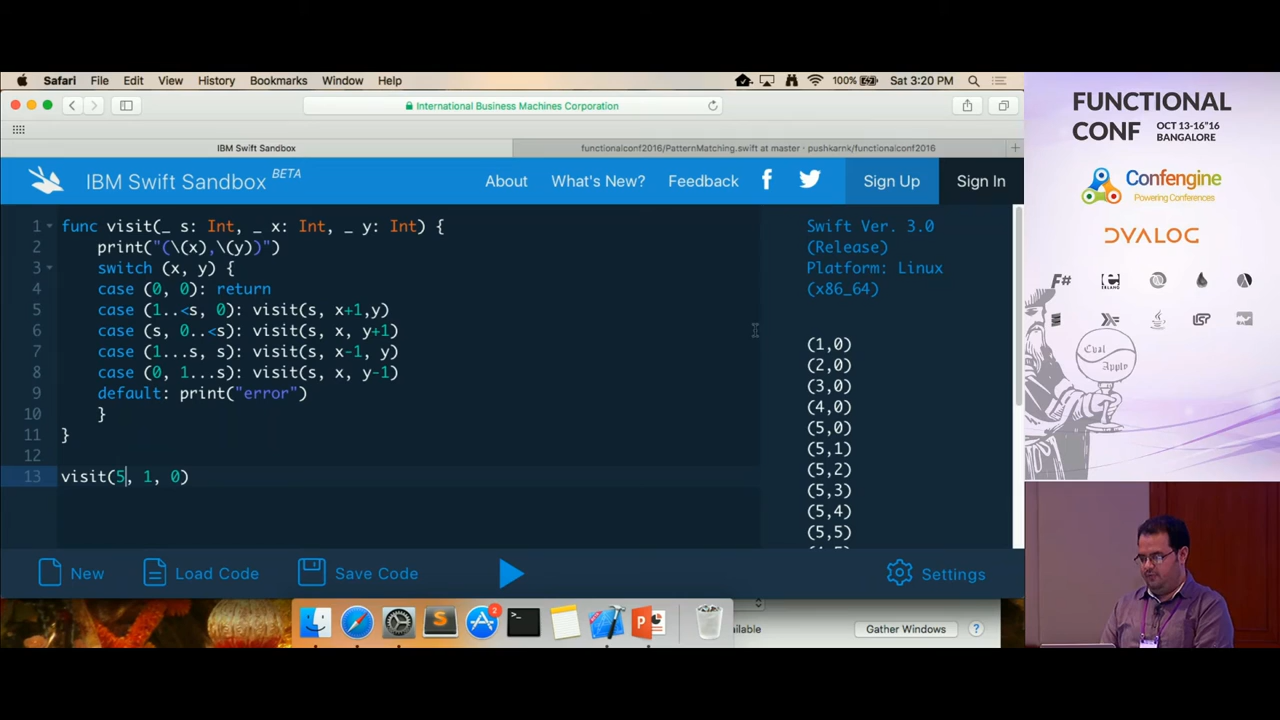 Safari File Edit View History Bookmarks Window Help
100% Sat 3:20 PM
International Business Machines Corporation
IBM Swift Sandbox
functionalconf2016/PatternMatching.swift at master · pushkarnk/functionalconf2016
IBM Swift Sandbox BETA
About What's New? Feedback Sign Up Sign In
1 func visit(_ s: Int, _ x: Int, _ y: Int) {
2 print("(\(x),\(y))")
3 switch (x, y) {
4 case (0, 0): return
5 case (1..<s, 0): visit(s, x+1,y)
6 case (s, 0..<s): visit(s, x, y+1)
7 case (1...s, s): visit(s, x-1, y)
8 case (0, 1...s): visit(s, x, y-1)
9 default: print("error")
10 }
11 }
12
13 visit(5, 1, 0)
Swift Ver. 3.0
(Release)
Platform: Linux
(x86_64)
(1,0)
(2,0)
(3,0)
(4,0)
(5,0)
(5,1)
(5,2)
(5,3)
(5,4)
(5,5)
New Load Code Save Code Settings
2
ailable
Gather Windows ?
FUNCTIONAL
CONF
OCT 13-16"16
BANGALORE
Confengine
Powering Conferences
DYALOG
F#
ERLANG
LISP
Eval
Apply